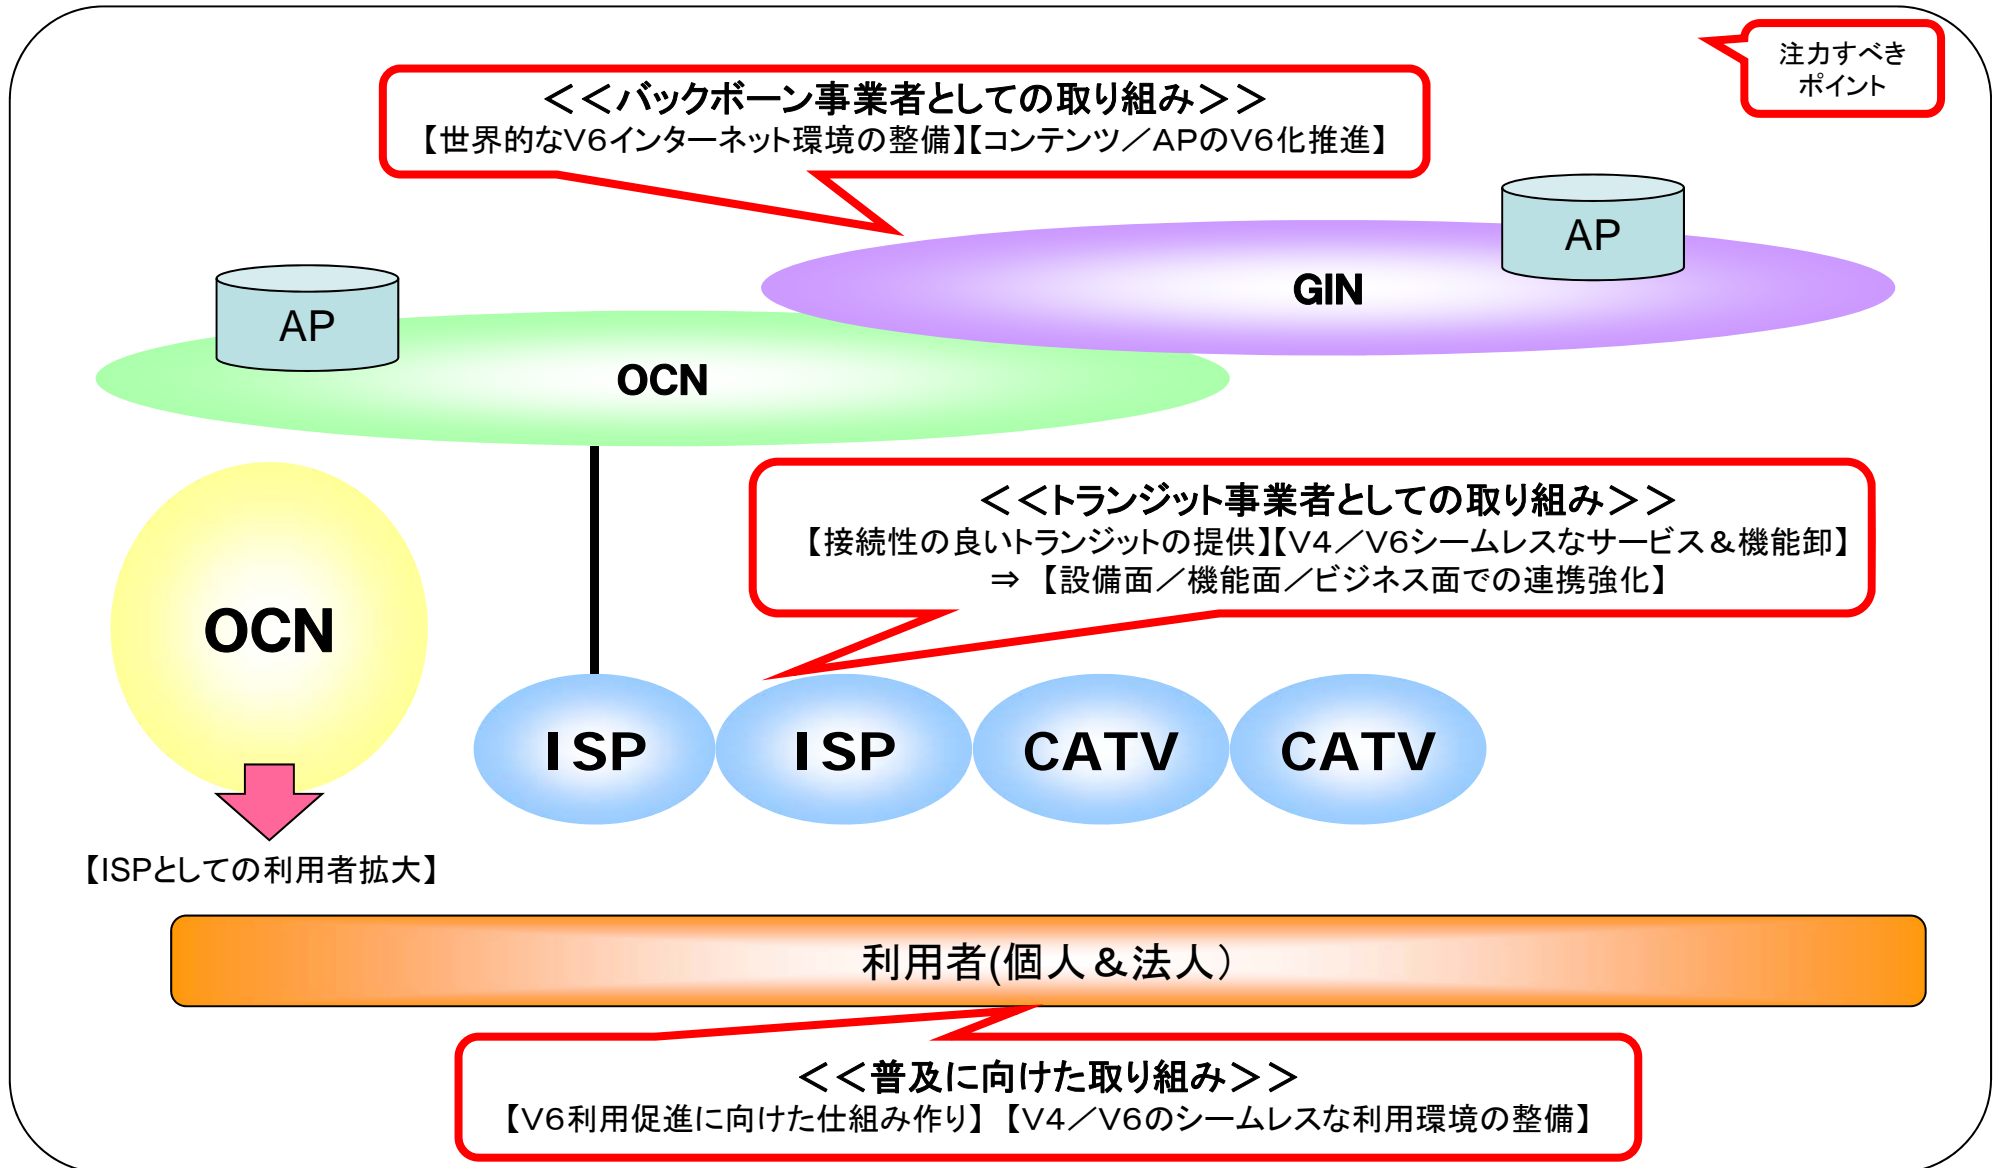 注力すべき
ポイント
＜＜バックボーン事業者としての取り組み＞＞
【世界的なV6インターネット環境の整備】【コンテンツ／APのV6化推進】
AP
GIN
AP
OCN
＜＜トランジット事業者としての取り組み＞＞
【接続性の良いトランジットの提供】【V4／V6シームレスなサービス＆機能卸】
⇒ 【設備面／機能面／ビジネス面での連携強化】
OCN
ISP
ISP
CATV
CATV
【ISPとしての利用者拡大】
利用者(個人＆法人）
＜＜普及に向けた取り組み＞＞
【V6利用促進に向けた仕組み作り】 【V4／V6のシームレスな利用環境の整備】